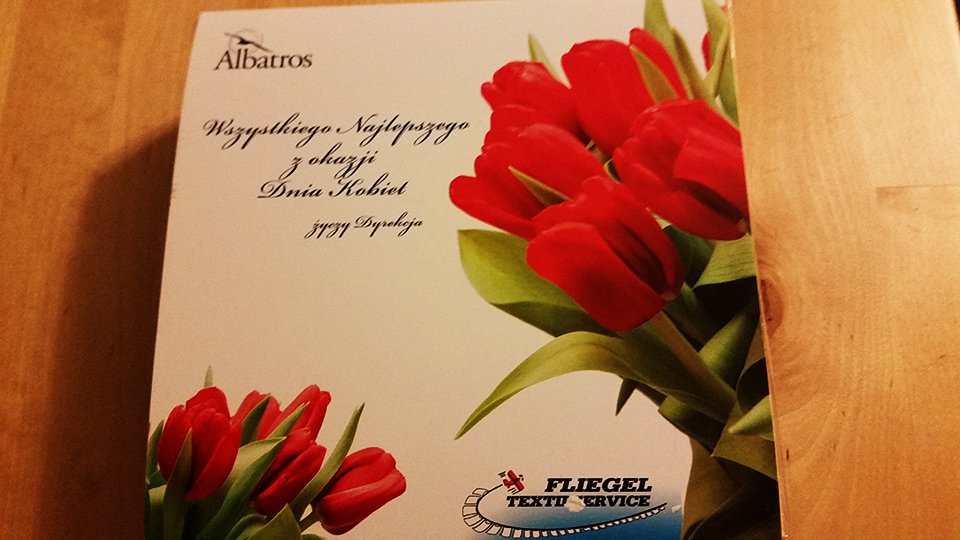 Albatros
Wszystkiego Najlepszego
z okazji
Dnia Kobiet
życzy Dyrekcja
FLIEGEL
TEXTILSERVICE